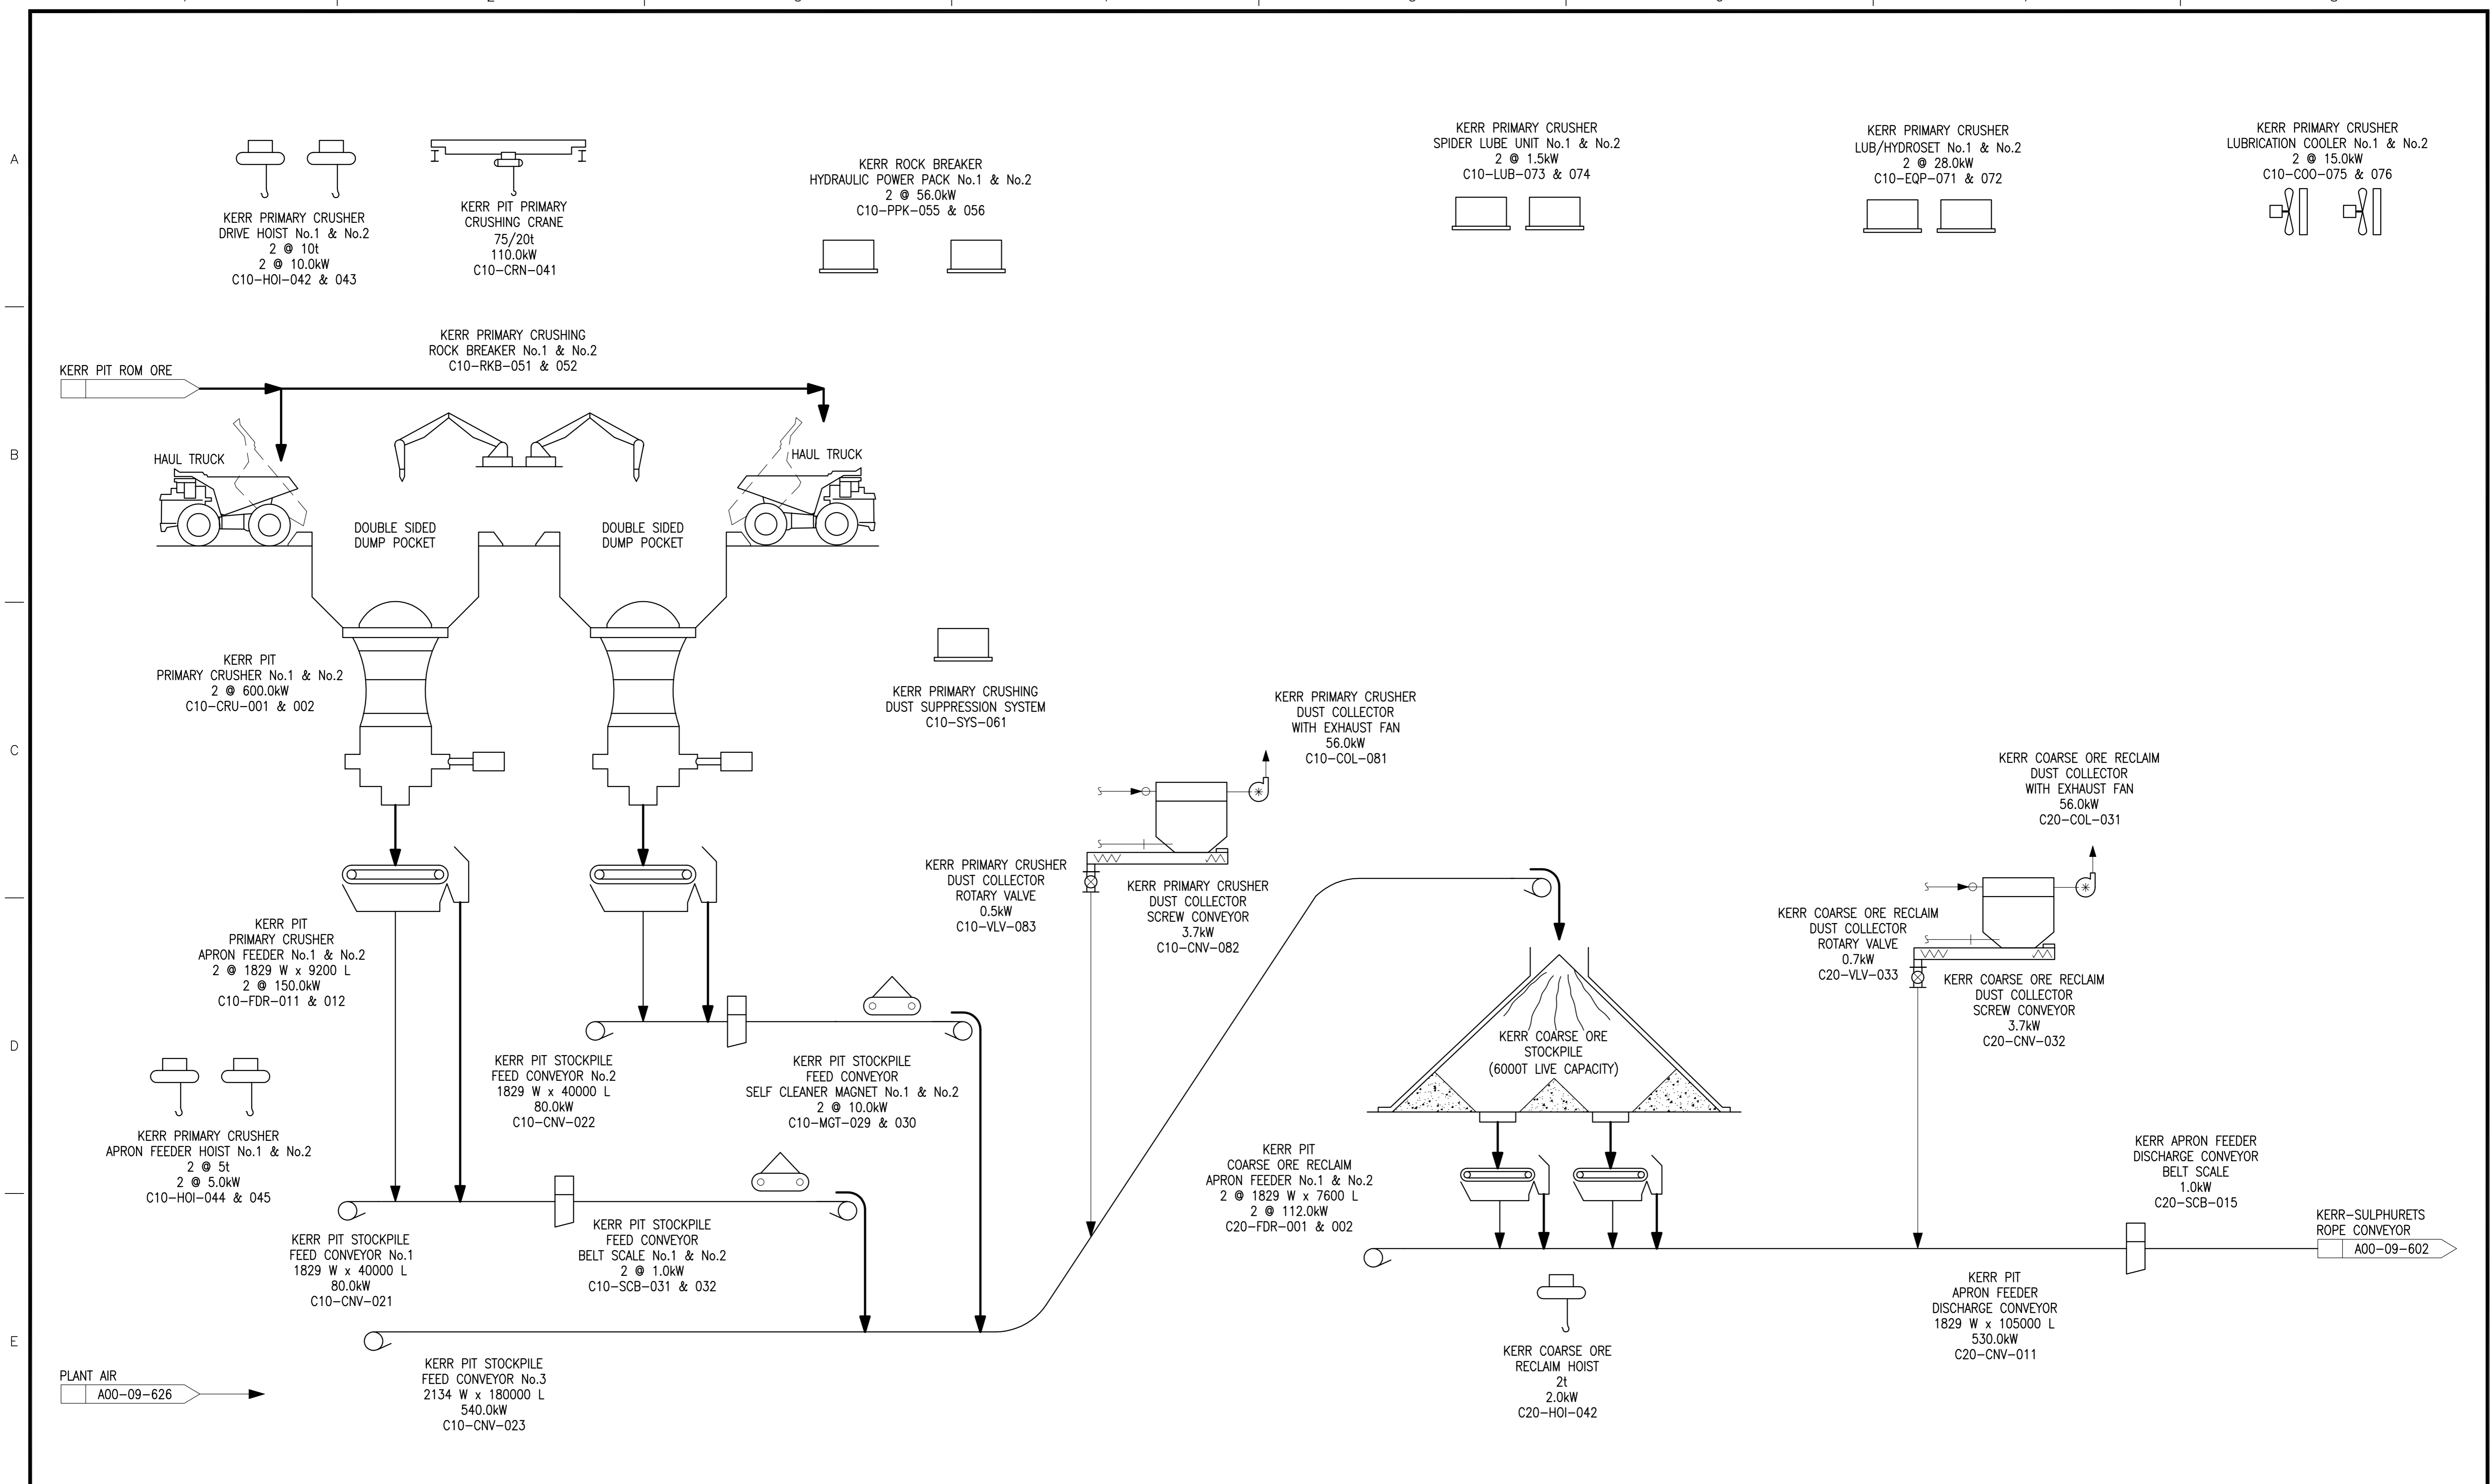 A
KERR PRIMARY CRUSHER
DRIVE HOIST No.1 & No.2
2 @ 10t
2 @ 10.0kW
C10-HOI-042 & 043
KERR PIT PRIMARY
CRUSHING CRANE
75/20t
110.0kW
C10-CRN-041
KERR ROCK BREAKER
HYDRAULIC POWER PACK No.1 & No.2
2 @ 56.0kW
C10-PPK-055 & 056
KERR PRIMARY CRUSHER
SPIDER LUBE UNIT No.1 & No.2
2 @ 1.5kW
C10-LUB-073 & 074
KERR PRIMARY CRUSHER
LUB/HYDROSET No.1 & No.2
2 @ 28.0kW
C10-EQP-071 & 072
KERR PRIMARY CRUSHER
LUBRICATION COOLER No.1 & No.2
2 @ 15.0kW
C10-COO-075 & 076
KERR PRIMARY CRUSHING
ROCK BREAKER No.1 & No.2
C10-RKB-051 & 052
KERR PIT ROM ORE
B
HAUL TRUCK
HAUL TRUCK
DOUBLE SIDED
DUMP POCKET
DOUBLE SIDED
DUMP POCKET
C
KERR PIT
PRIMARY CRUSHER No.1 & No.2
2 @ 600.0kW
C10-CRU-001 & 002
KERR PRIMARY CRUSHING
DUST SUPPRESSION SYSTEM
C10-SYS-061
KERR PRIMARY CRUSHER
DUST COLLECTOR
WITH EXHAUST FAN
56.0kW
C10-COL-081
KERR COARSE ORE RECLAIM
DUST COLLECTOR
WITH EXHAUST FAN
56.0kW
C20-COL-031
KERR PRIMARY CRUSHER
DUST COLLECTOR
ROTARY VALVE
0.5kW
C10-VLV-083
KERR PRIMARY CRUSHER
DUST COLLECTOR
SCREW CONVEYOR
3.7kW
C10-CNV-082
KERR COARSE ORE RECLAIM
DUST COLLECTOR
ROTARY VALVE
0.7kW
C20-VLV-033
KERR COARSE ORE RECLAIM
DUST COLLECTOR
SCREW CONVEYOR
3.7kW
C20-CNV-032
KERR PIT
PRIMARY CRUSHER
APRON FEEDER No.1 & No.2
2 @ 1829 W x 9200 L
2 @ 150.0kW
C10-FDR-011 & 012
D
KERR PIT STOCKPILE
FEED CONVEYOR No.2
1829 W x 40000 L
80.0kW
C10-CNV-022
KERR PIT STOCKPILE
FEED CONVEYOR
SELF CLEANER MAGNET No.1 & No.2
2 @ 10.0kW
C10-MGT-029 & 030
KERR COARSE ORE
STOCKPILE
(6000T LIVE CAPACITY)
KERR PRIMARY CRUSHER
APRON FEEDER HOIST No.1 & No.2
2 @ 5t
2 @ 5.0kW
C10-HOI-044 & 045
KERR PIT
COARSE ORE RECLAIM
APRON FEEDER No.1 & No.2
2 @ 1829 W x 7600 L
2 @ 112.0kW
C20-FDR-001 & 002
KERR APRON FEEDER
DISCHARGE CONVEYOR
BELT SCALE
1.0kW
C20-SCB-015
KERR-SULPHURETS
ROPE CONVEYOR
A00-09-602
KERR PIT STOCKPILE
FEED CONVEYOR No.1
1829 W x 40000 L
80.0kW
C10-CNV-021
KERR PIT STOCKPILE
FEED CONVEYOR
BELT SCALE No.1 & No.2
2 @ 1.0kW
C10-SCB-031 & 032
KERR PIT
APRON FEEDER
DISCHARGE CONVEYOR
1829 W x 105000 L
530.0kW
C20-CNV-011
E
KERR COARSE ORE
RECLAIM HOIST
2t
2.0kW
C20-HOI-042
KERR PIT STOCKPILE
FEED CONVEYOR No.3
2134 W x 180000 L
540.0kW
C10-CNV-023
PLANT AIR
A00-09-626